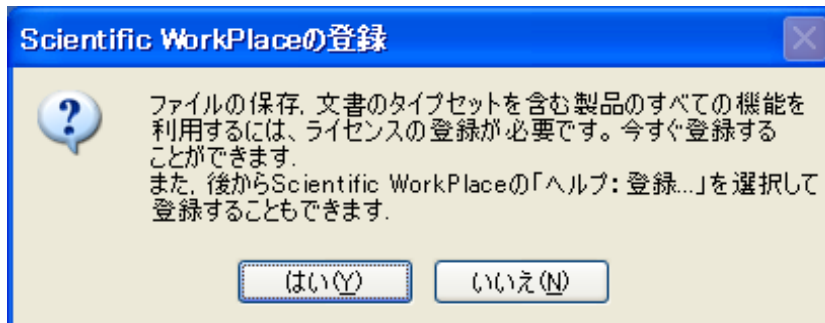 Scientific WorkPlaceの登録
ファイルの保存, 文書のタイプセットを含む製品のすべての機能を
利用するには、ライセンスの登録が必要です。今すぐ登録する
ことができます.
また, 後からScientific WorkPlaceの「ヘルプ: 登録...」を選択して
登録することもできます.
はい(Y) いいえ(N)